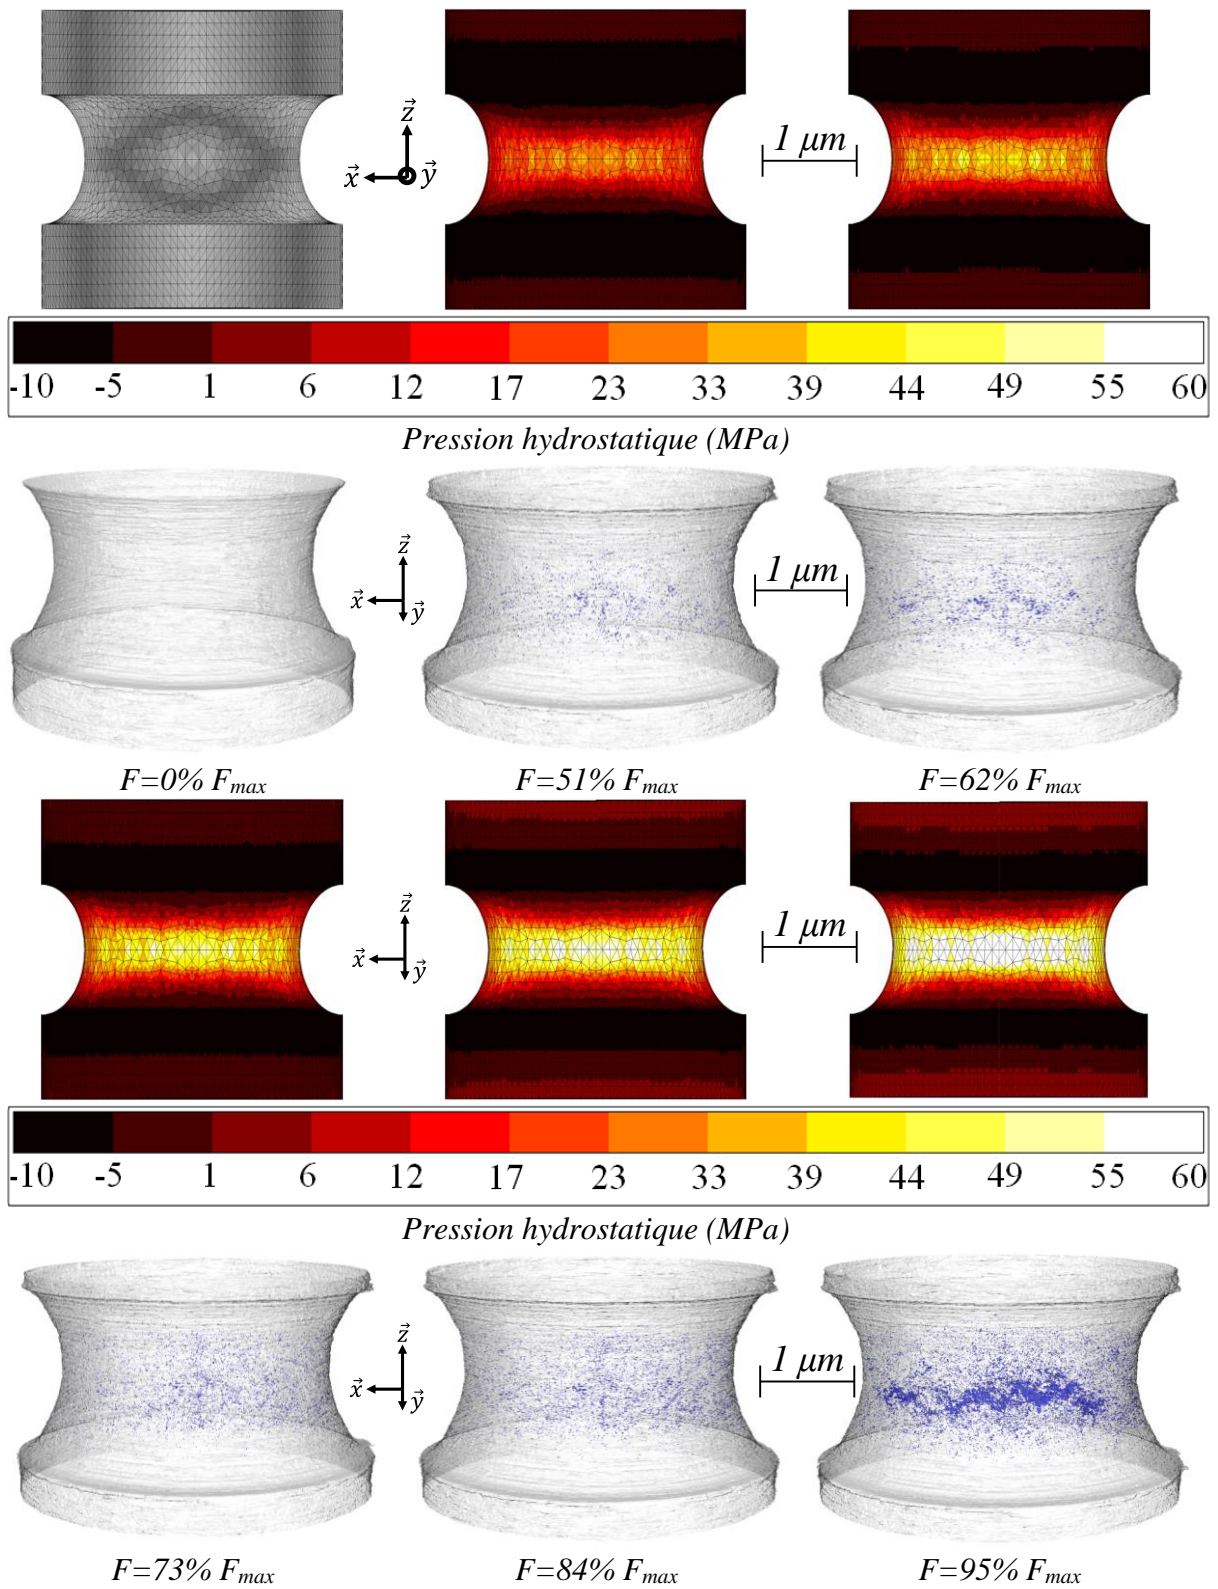 z⃗
x⃗ y⃗
1 μm
-10 -5 1 6 12 17 23 33 39 44 49 55 60
Pression hydrostatique (MPa)
z⃗
x⃗ y⃗
1 μm
F=0% Fmax F=51% Fmax F=62% Fmax
z⃗
x⃗ y⃗
1 μm
-10 -5 1 6 12 17 23 33 39 44 49 55 60
Pression hydrostatique (MPa)
z⃗
x⃗ y⃗
1 μm
F=73% Fmax F=84% Fmax F=95% Fmax